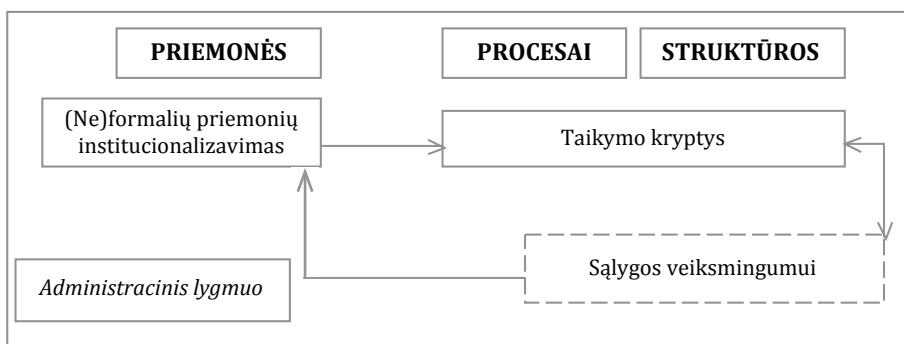 PRIEMONĖS
PROCESAI
STRUKTŪROS
(Ne)formalių priemonių
institucionalizavimas
Taikymo kryptys
Sąlygos veiksmingumui
Administracinis lygmuo